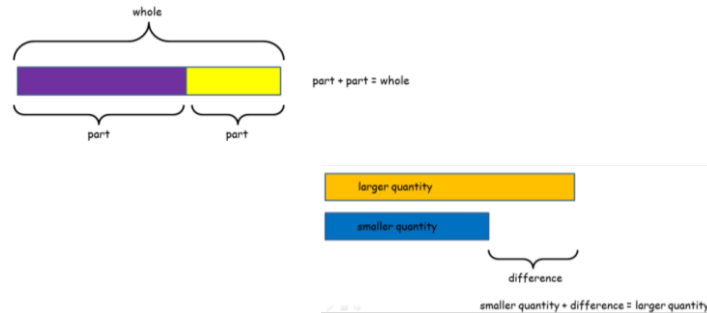 whole
part + part = whole
part
part
larger quantity
smaller quantity
difference
smaller quantity + difference = larger quantity